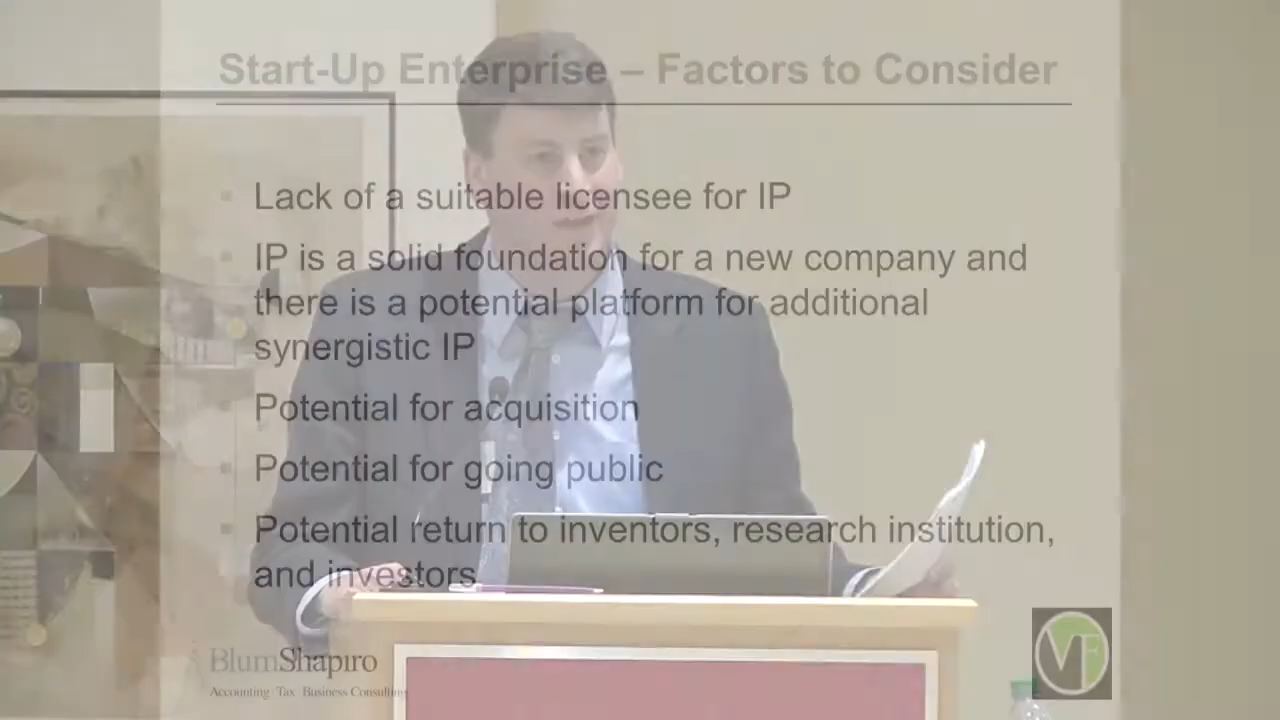 Start-Up Enterprise – Factors to Consider
Lack of a suitable licensee for IP
IP is a solid foundation for a new company and
there is a potential platform for additional
synergistic IP
Potential for acquisition
Potential for going public
Potential return to inventors, research institution,
and investors
BlumShapiro
Accounting Tax Business Consulting
VF